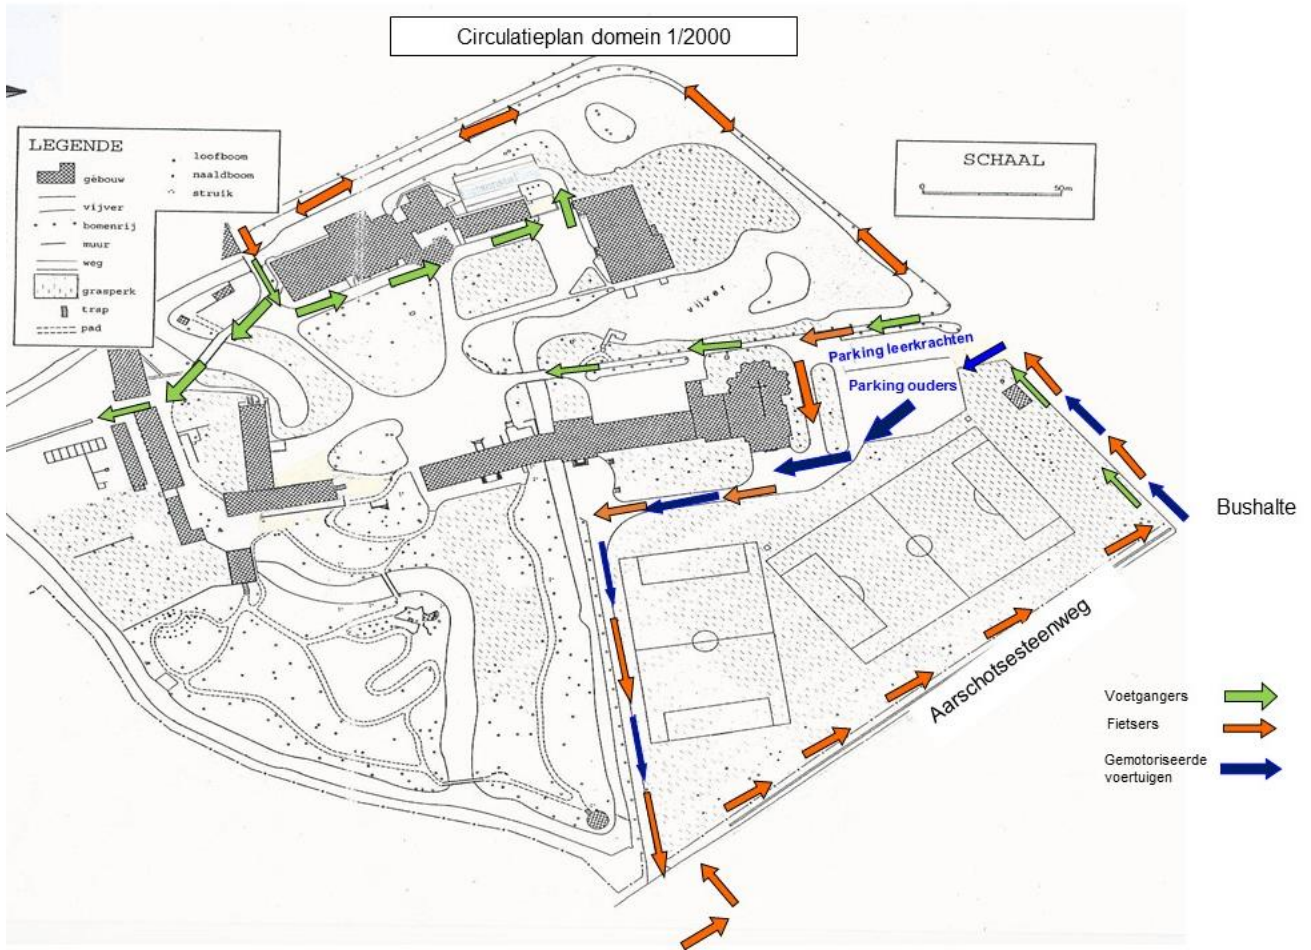 Circulatieplan domein 1/2000
LEGENDE
gebouw
vijver
bomenrij
muur
weg
grasperk
trap
pad
loofboom
naaldboom
struik
SCHAAL
0 50m
vijver
Parking leerkrachten
Parking ouders
Bushalte
Aarschotsesteenweg
Voetgangers
Fietsers
Gemotoriseerde
voertuigen